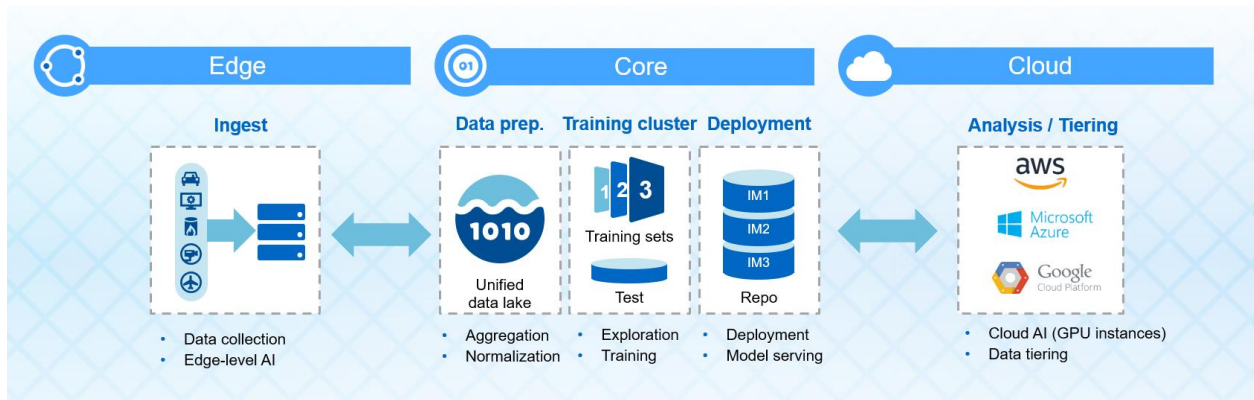 Edge
01
Core
Cloud
Ingest
Data prep.
Training cluster
Deployment
Analysis / Tiering
1010
Unified
data lake
1 2 3
Training sets
Test
IM1
IM2
IM3
Repo
aws
Microsoft
Azure
Google
Cloud Platform
• Data collection
• Edge-level AI
• Aggregation
• Normalization
• Exploration
• Training
• Deployment
• Model serving
• Cloud AI (GPU instances)
• Data tiering